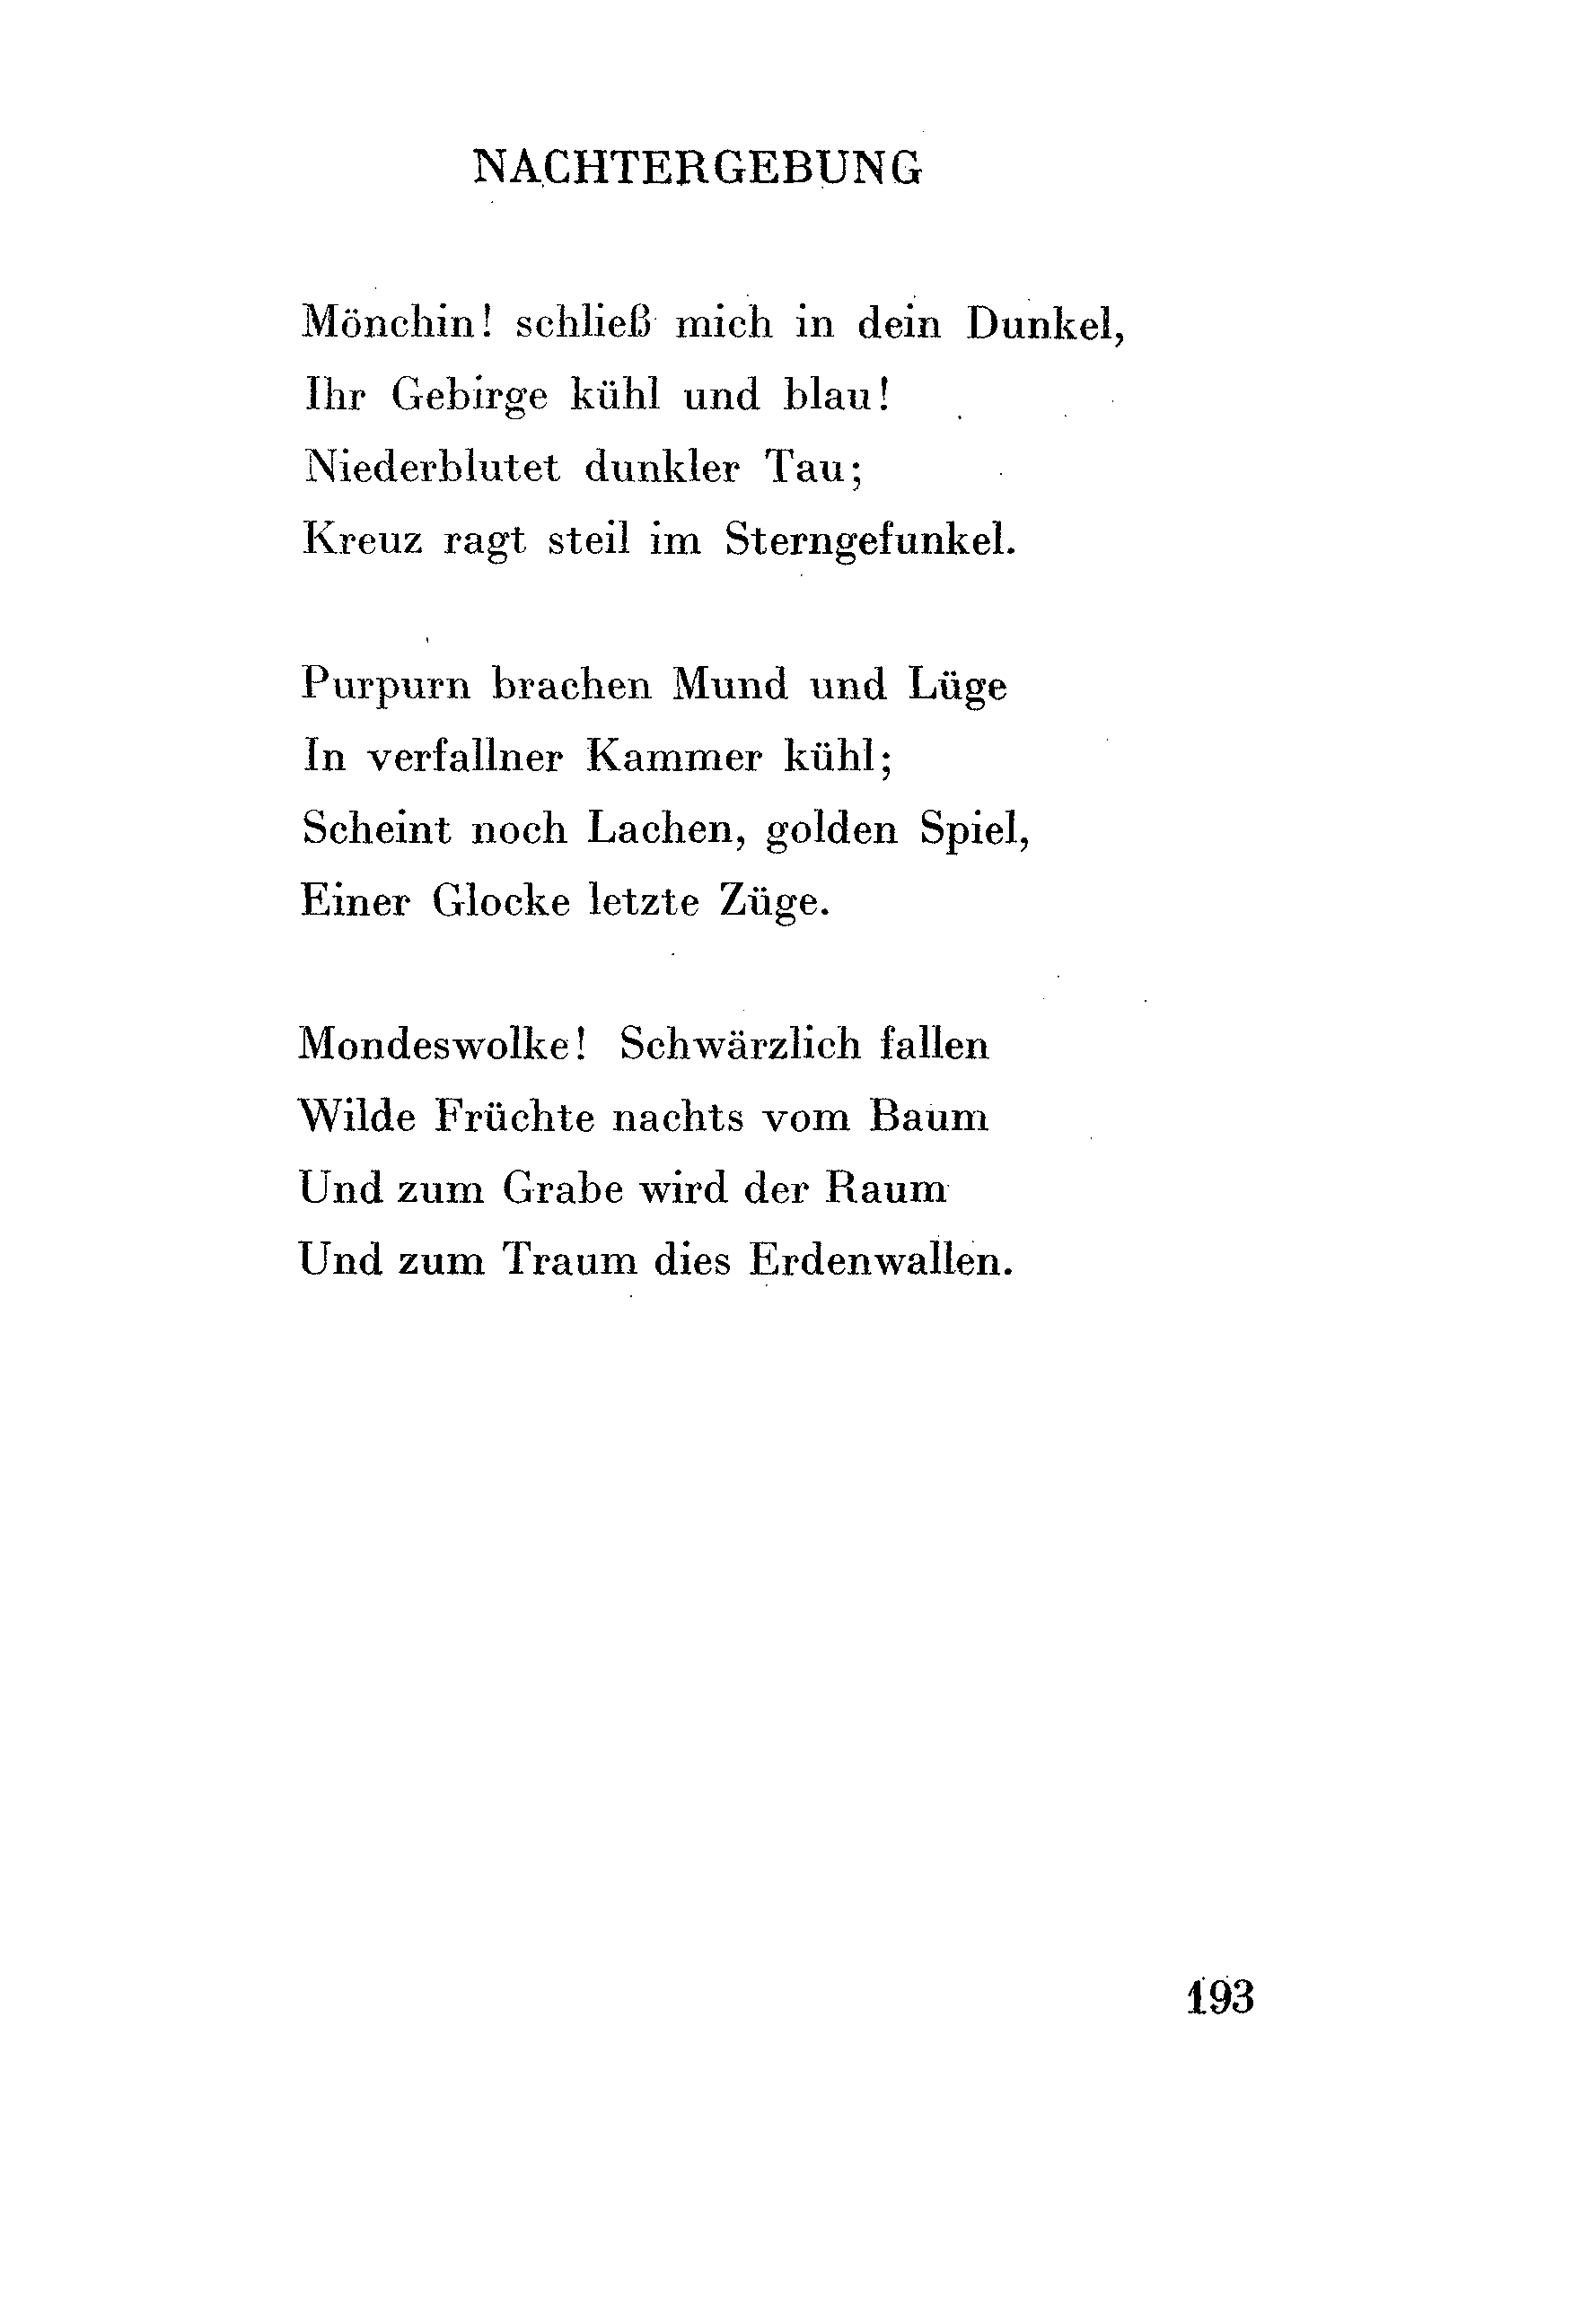 NACHTERGEBUNG
Mönchin! schließ mich in dein Dunkel,
Ihr Gebirge kühl und blau!
Niederblutet dunkler Tau;
Kreuz ragt steil im Sterngefunkel.
Purpurn brachen Mund und Lüge
In verfallner Kammer kühl;
Scheint noch Lachen, golden Spiel,
Einer Glocke letzte Züge.
Mondeswolke! Schwärzlich fallen
Wilde Früchte nachts vom Baum
Und zum Grabe wird der Raum
Und zum Traum dies Erdenwallen.
193